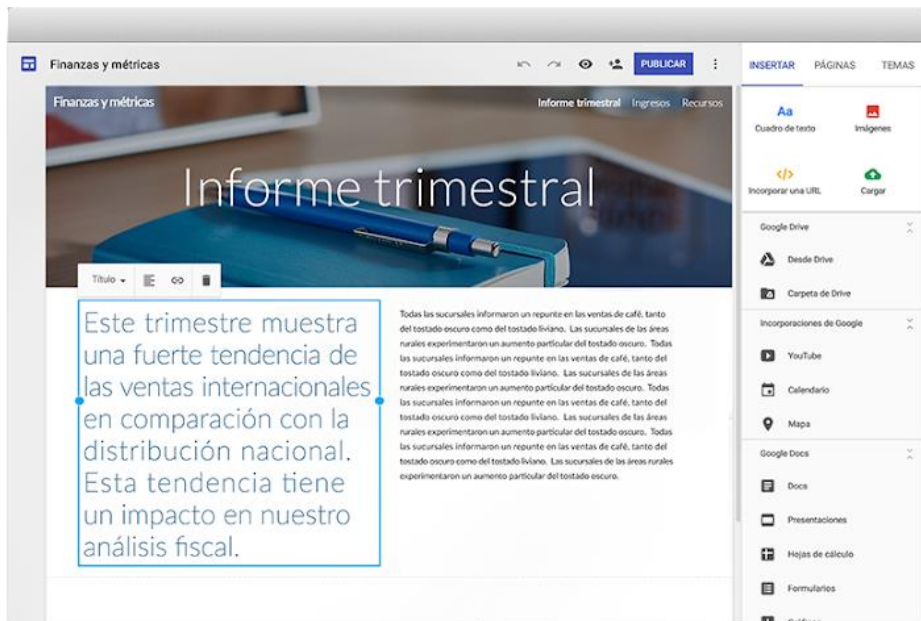 Finanzas y métricas
PUBLICAR
INSERTAR PÁGINAS TEMAS
Finanzas y métricas
Informe trimestral Ingresos Recursos
Informe trimestral
Título
Este trimestre muestra
una fuerte tendencia de
las ventas internacionales
en comparación con la
distribución nacional.
Esta tendencia tiene
un impacto en nuestro
análisis fiscal.
Todas las sucursales informaron un repunte en las ventas de café, tanto
del tostado oscuro como del tostado liviano. Las sucursales de las áreas
rurales experimentaron un aumento particular del tostado oscuro. Todas
las sucursales informaron un repunte en las ventas de café, tanto del
tostado oscuro como del tostado liviano. Las sucursales de las áreas
rurales experimentaron un aumento particular del tostado oscuro. Todas
las sucursales informaron un repunte en las ventas de café, tanto del
tostado oscuro como del tostado liviano. Las sucursales de las áreas
rurales experimentaron un aumento particular del tostado oscuro. Todas
las sucursales informaron un repunte en las ventas de café, tanto del
tostado oscuro como del tostado liviano. Las sucursales de las áreas rurales
experimentaron un aumento particular del tostado oscuro.
Aa
Cuadro de texto Imágenes
</>
Incorporar una URL Cargar
Google Drive
Desde Drive
Carpeta de Drive
Incorporaciones de Google
YouTube
Calendario
Mapa
Google Docs
Docs
Presentaciones
Hojas de cálculo
Formularios